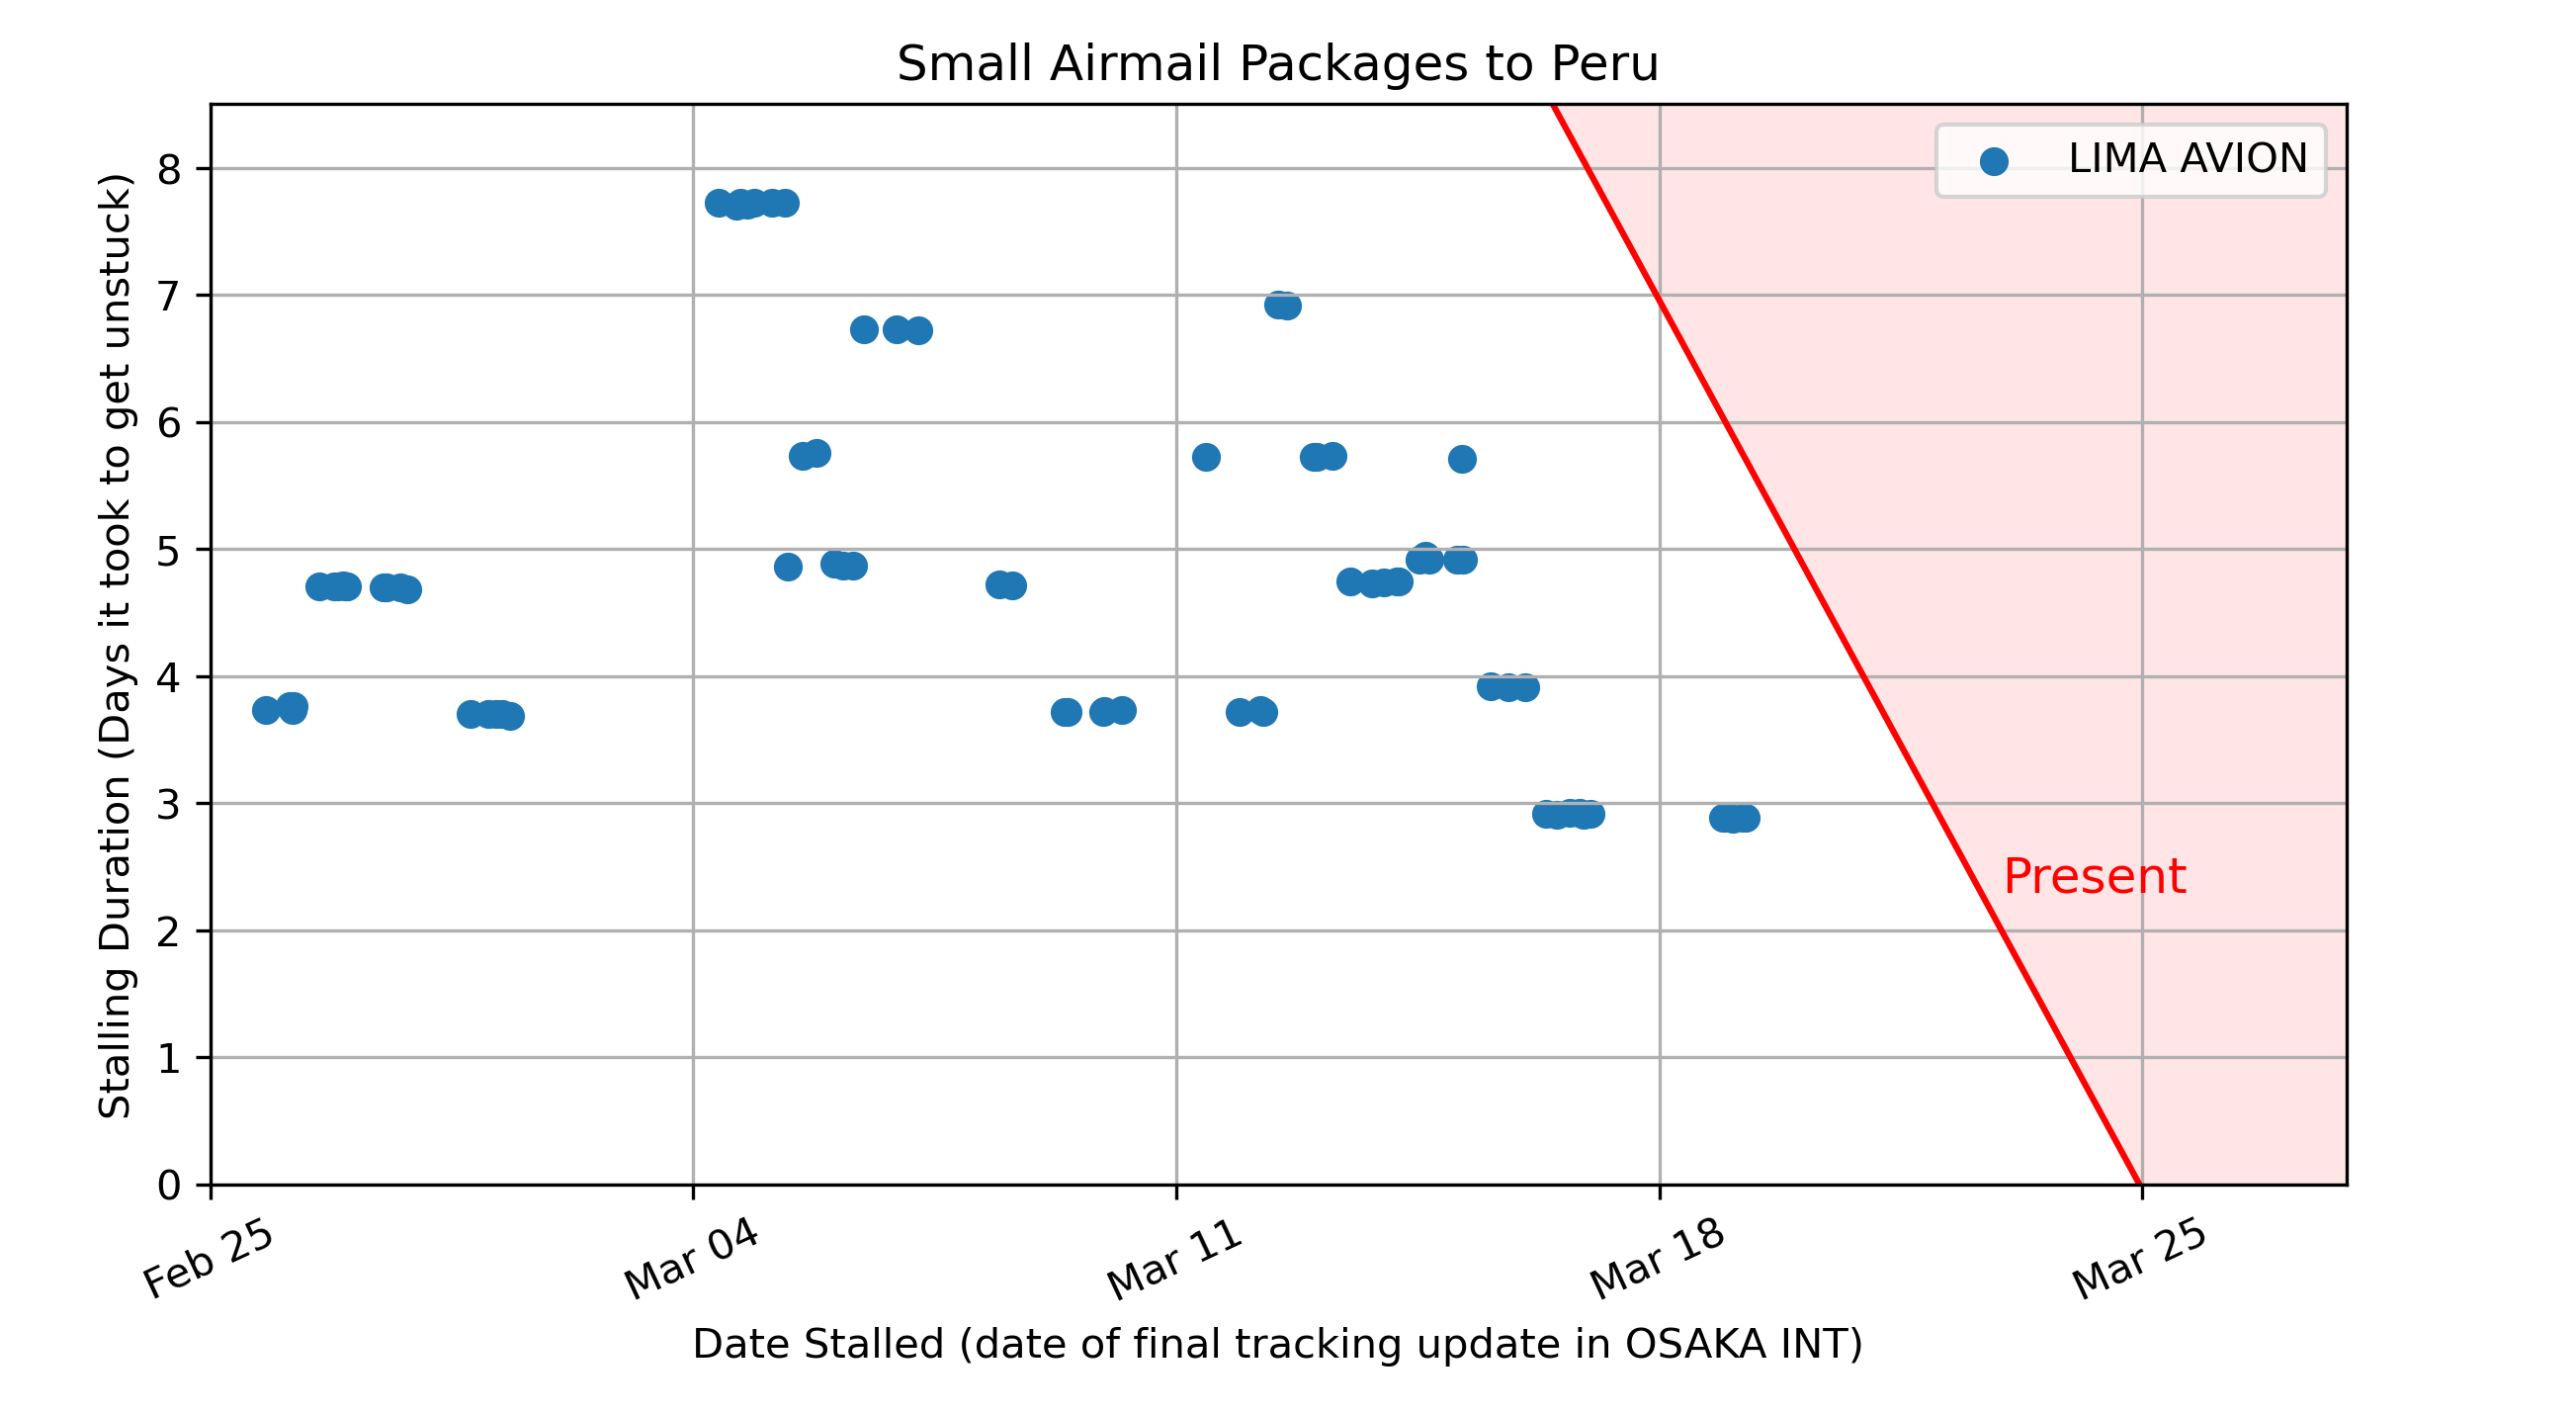 Small Airmail Packages to Peru
Stalling Duration (Days it took to get unstuck)
8
7
6
5
4
3
2
1
0
LIMA AVION
Present
Feb 25
Mar 04
Mar 11
Mar 18
Mar 25
Date Stalled (date of final tracking update in OSAKA INT)